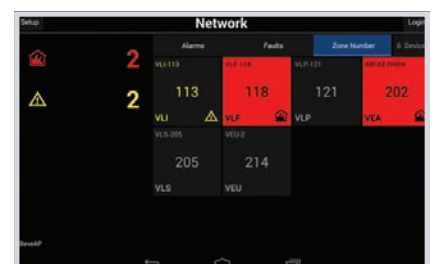 Setup Network Login
Alarms Faults Zone Number 6 Device
2
2
VLI-113 VLF-118 VLP-121
113 118 121 202
VLI VLF VLP VEA
VLS-205 VEU-2
205 214
VLS VEU